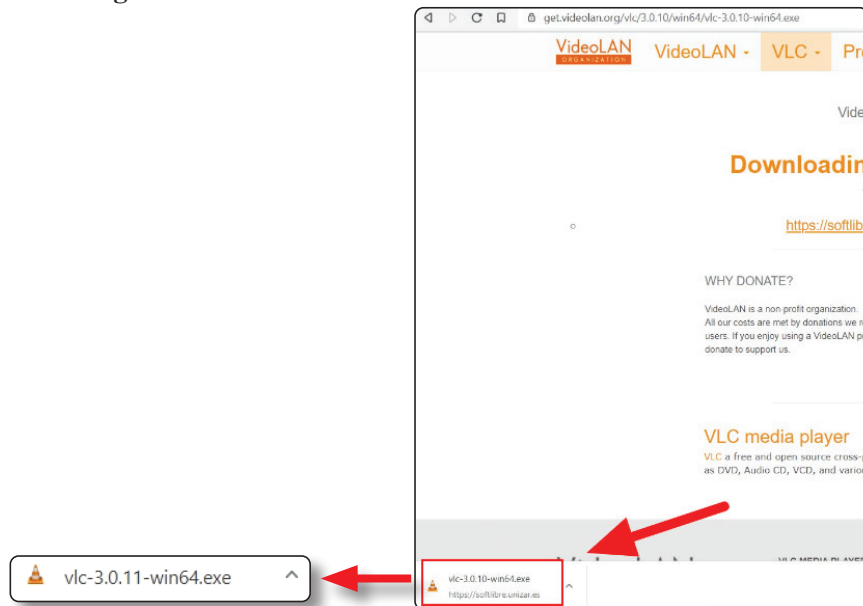 get.videolan.org/vlc/3.0.10/win64/vlc-3.0.10-win64.exe
VideoLAN
ORGANIZATION
VideoLAN
VLC
https://softlib
WHY DONATE?
VideoLAN is a non-profit organization.
All our costs are met by donations we
users. If you enjoy using a VideoLAN
donate to support us.
VLC media player
VLC a free and open source
as DVD, Audio CD, VCD, and
vlc-3.0.11-win64.exe
vlc-3.0.10-win64.exe
https://softlibre.unizar.es